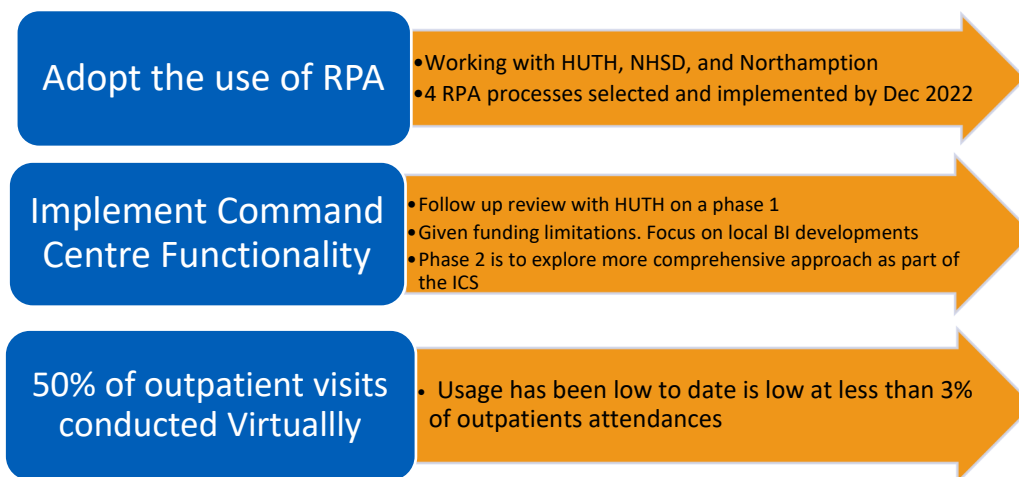 Adopt the use of RPA
•Working with HUTH, NHSD, and Northamption
•4 RPA processes selected and implemented by Dec 2022
Implement Command
Centre Functionality
•Follow up review with HUTH on a phase 1
•Given funding limitations. Focus on local BI developments
•Phase 2 is to explore more comprehensive approach as part of
the ICS
50% of outpatient visits
conducted Virtuallly
• Usage has been low to date is low at less than 3%
of outpatients attendances